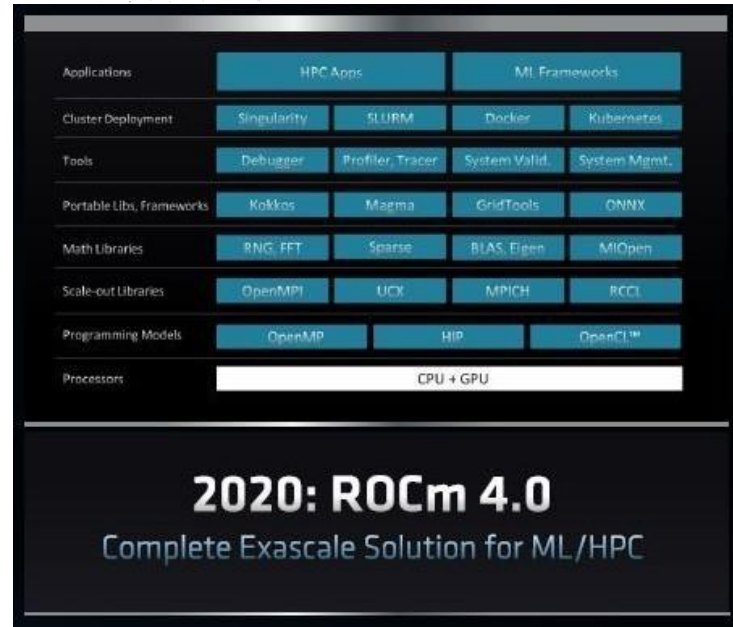 Applications HPC Apps ML Frameworks
Cluster Deployment Singularity SLURM Docker Kubernetes
Tools Debugger Profiler, Tracer System Valid. System Mgmt.
Portable Libs, Frameworks Kokkos Magma GridTools ONNX
Math Libraries RNG, FFT Sparse BLAS, Eigen MIOpen
Scale-out Libraries OpenMPI UCX MPICH RCCL
Programming Models OpenMP HIP OpenCL™
Processors CPU + GPU
2020: ROCm 4.0
Complete Exascale Solution for ML/HPC